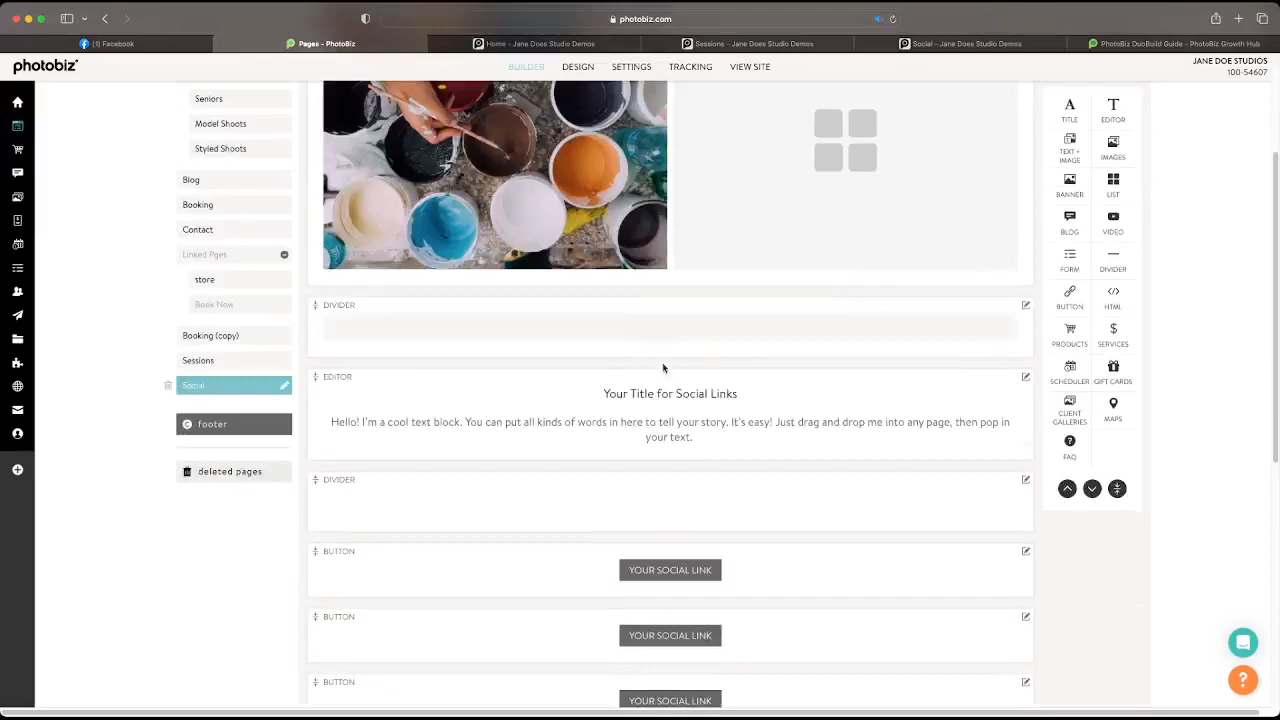 photobiz.com
(1) Facebook
Pages - PhotoBiz
Home - Jane Does Studio Demos
Sessions - Jane Does Studio Demos
Social - Jane Does Studio Demos
PhotoBiz DuoBuild Guide - PhotoBiz Growth Hub
photobiz
BUILDER
DESIGN
SETTINGS
TRACKING
VIEW SITE
JANE DOE STUDIOS
100-54607
Seniors
Model Shoots
Styled Shoots
Blog
Booking
Contact
Linked Pges
store
Book Now
Booking (copy)
Sessions
Social
footer
deleted pages
DIVIDER
EDITOR
Your Title for Social Links
Hello! I'm a cool text block. You can put all kinds of words in here to tell your story. It's easy! Just drag and drop me into any page, then pop in
your text.
DIVIDER
BUTTON
YOUR SOCIAL LINK
BUTTON
YOUR SOCIAL LINK
BUTTON
YOUR SOCIAL LINK
TITLE
EDITOR
TEXT +
IMAGE
IMAGES
BANNER
LIST
BLOG
VIDEO
FORM
DIVIDER
BUTTON
HTML
PRODUCTS
SERVICES
SCHEDULER
GIFT CARDS
CLIENT
GALLERIES
MAPS
FAQ